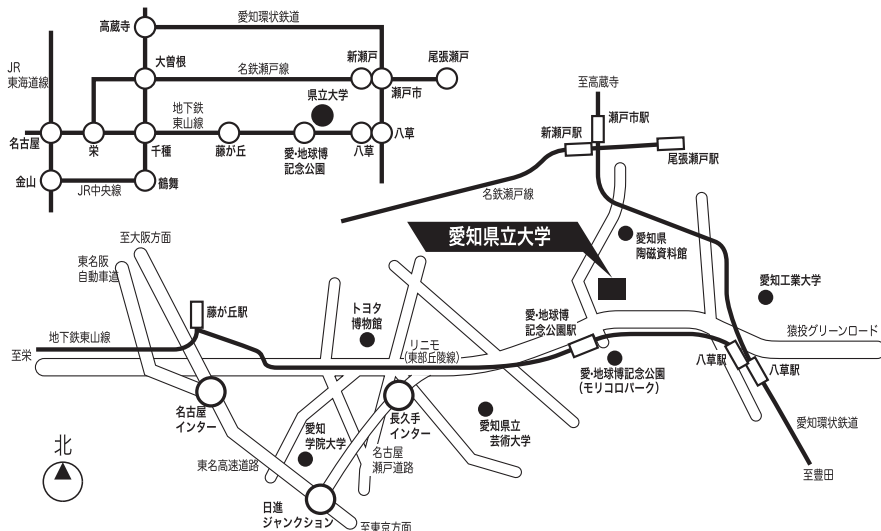 高蔵寺
愛知環状鉄道
JR
東海道線
大曽根
名鉄瀬戸線
新瀬戸
尾張瀬戸
瀬戸市
県立大学
地下鉄
東山線
名古屋
栄
千種
藤が丘
愛・地球博
記念公園
八草
八草
金山
JR中央線
鶴舞
至高蔵寺
瀬戸市駅
新瀬戸駅
尾張瀬戸駅
名鉄瀬戸線
愛知県立大学
愛知県
陶磁資料館
愛知工業大学
至大阪方面
東名阪
自動車道
藤が丘駅
トヨタ
博物館
愛・地球博
記念公園駅
猿投グリーンロード
地下鉄東山線
至栄
リニモ
(東部丘陵線)
八草駅
八草駅
愛・地球博記念公園
(モリコロパーク)
名古屋
インター
長久手
インター
愛知県立
芸術大学
愛知環状鉄道
愛知
学院大学
名古屋
瀬戸道路
北
東名高速道路
至豊田
日進
ジャンクション
至東京方面